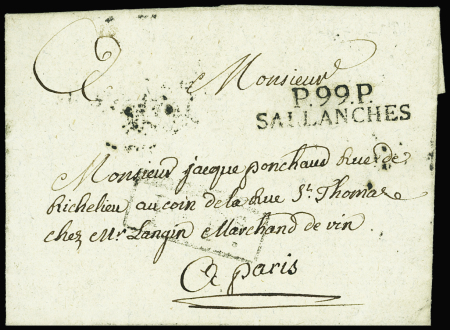 Monsieur
P.99.P.
SALLANCHES
Monsieur jacque ponchaud Rue de
Richelieu au coin de la Rue St. Thomas
chez Mr. Langin Marchand de vin
A paris